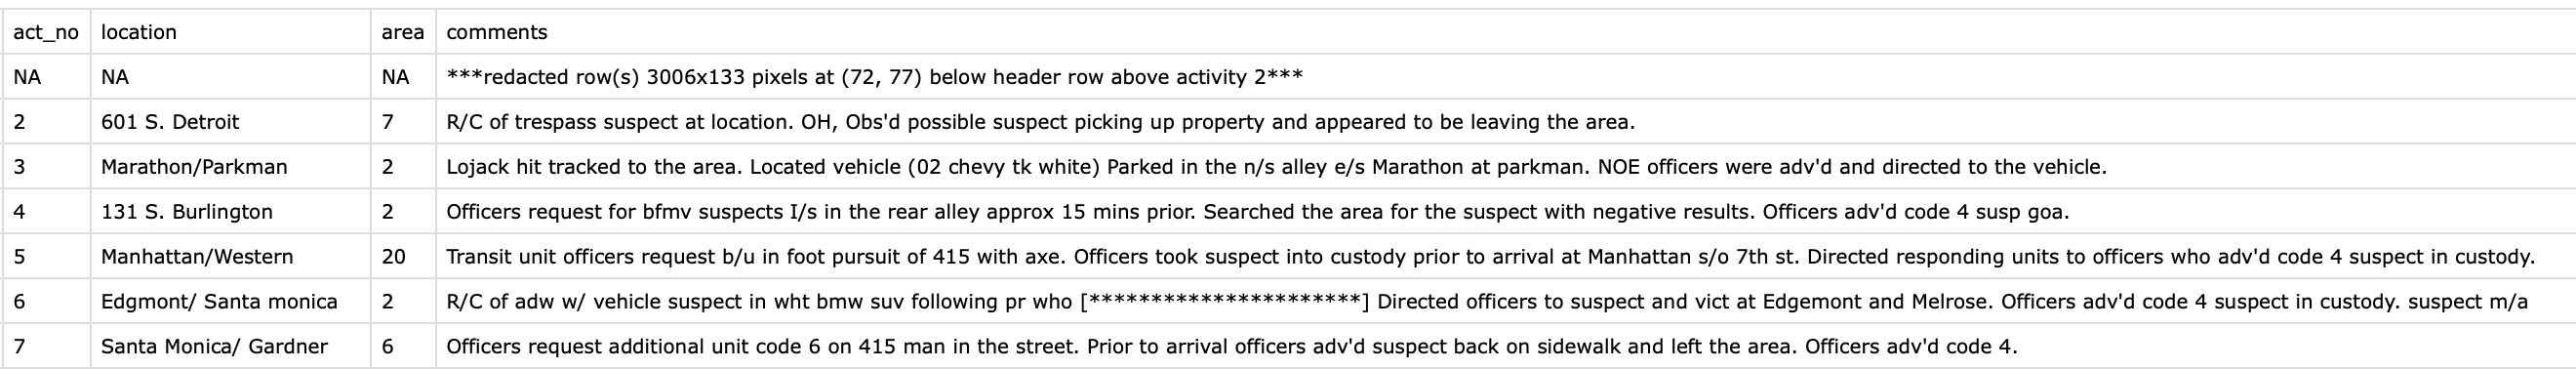 act_no location area comments
NA NA NA ***redacted row(s) 3006x133 pixels at (72, 77) below header row above activity 2***
2 601 S. Detroit 7 R/C of trespass suspect at location. OH, Obs'd possible suspect picking up property and appeared to be leaving the area.
3 Marathon/Parkman 2 Lojack hit tracked to the area. Located vehicle (02 chevy tk white) Parked in the n/s alley e/s Marathon at parkman. NOE officers were adv'd and directed to the vehicle.
4 131 S. Burlington 2 Officers request for bfmv suspects I/s in the rear alley approx 15 mins prior. Searched the area for the suspect with negative results. Officers adv'd code 4 susp goa.
5 Manhattan/Western 20 Transit unit officers request b/u in foot pursuit of 415 with axe. Officers took suspect into custody prior to arrival at Manhattan s/o 7th st. Directed responding units to officers who adv'd code 4 suspect in custody.
6 Edgmont/ Santa monica 2 R/C of adw w/ vehicle suspect in wht bmw suv following pr who [**********************] Directed officers to suspect and vict at Edgemont and Melrose. Officers adv'd code 4 suspect in custody. suspect m/a
7 Santa Monica/ Gardner 6 Officers request additional unit code 6 on 415 man in the street. Prior to arrival officers adv'd suspect back on sidewalk and left the area. Officers adv'd code 4.